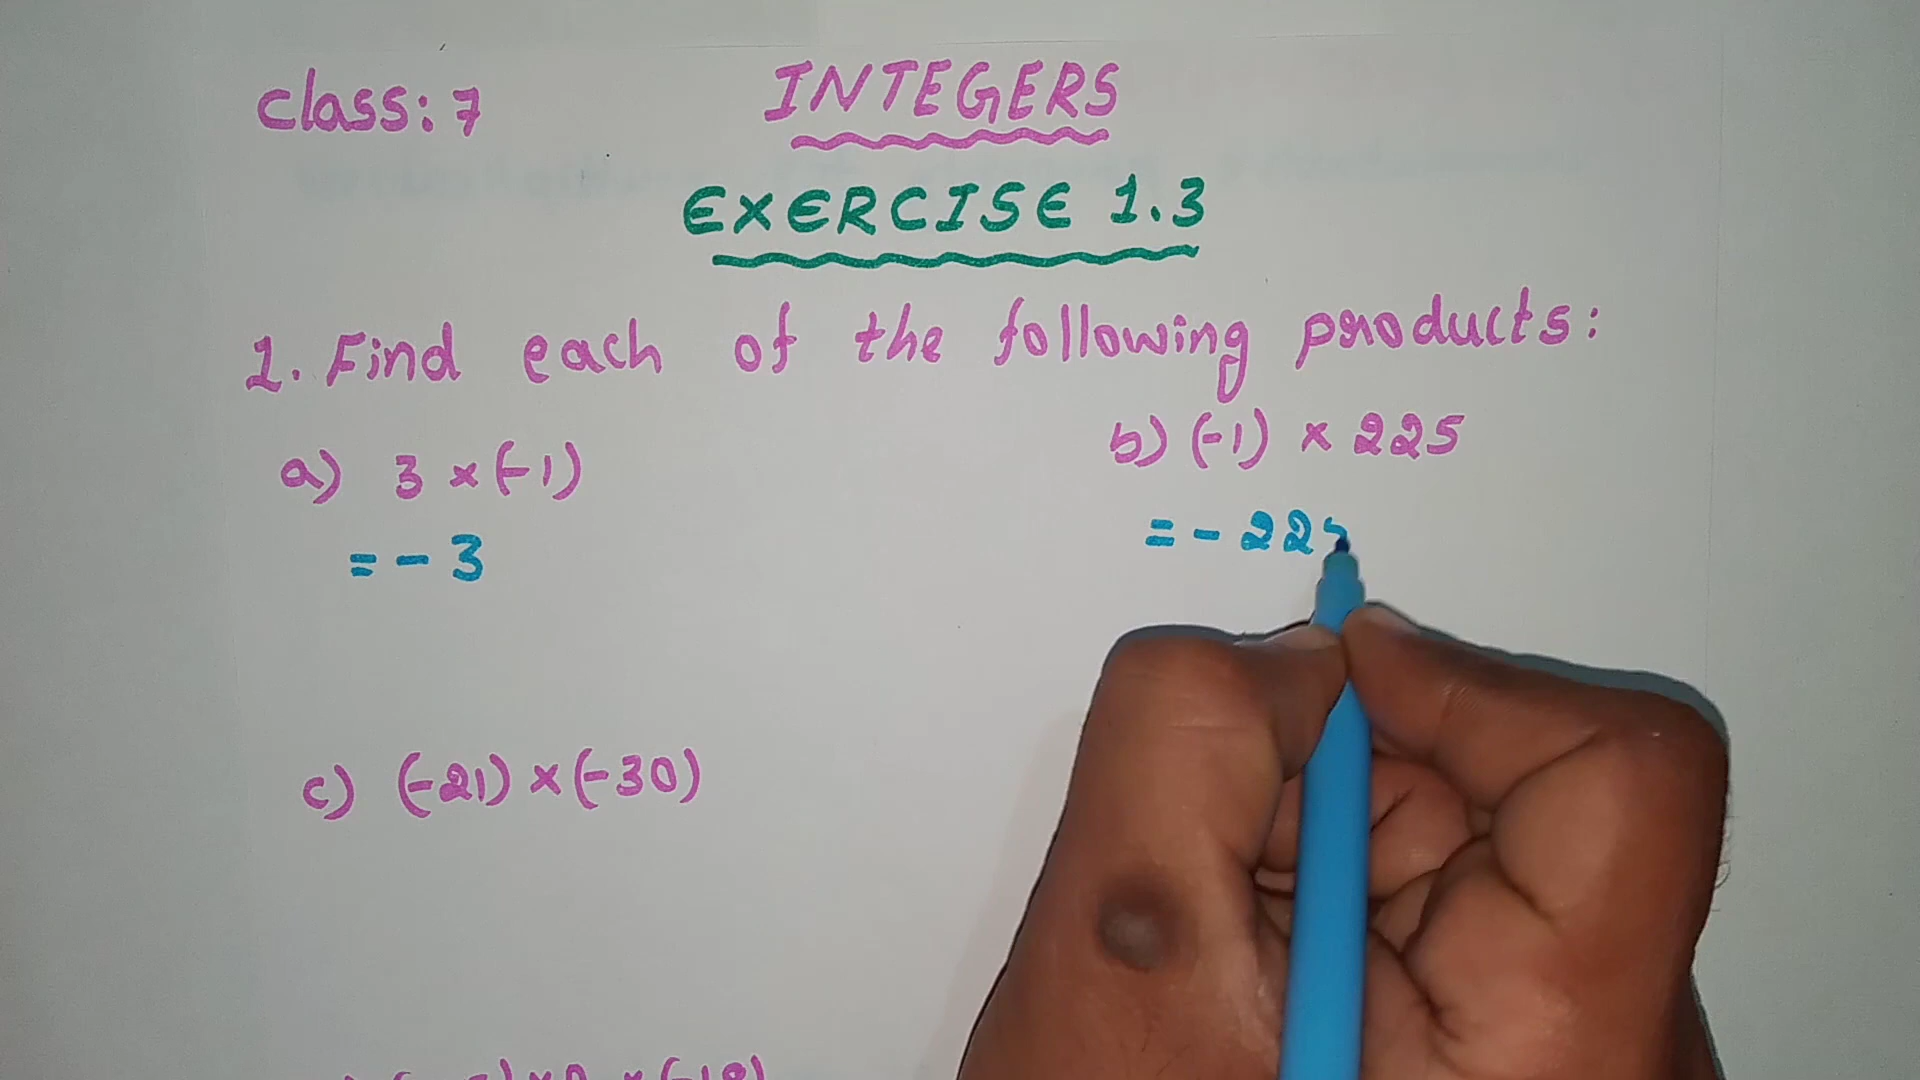 class: 7
INTEGERS
EXERCISE 1.3
1. Find each of the following products:
a) 3 × (-1)
b) (-1) × 225
= - 3
= - 22
c) (-21) × (-30)